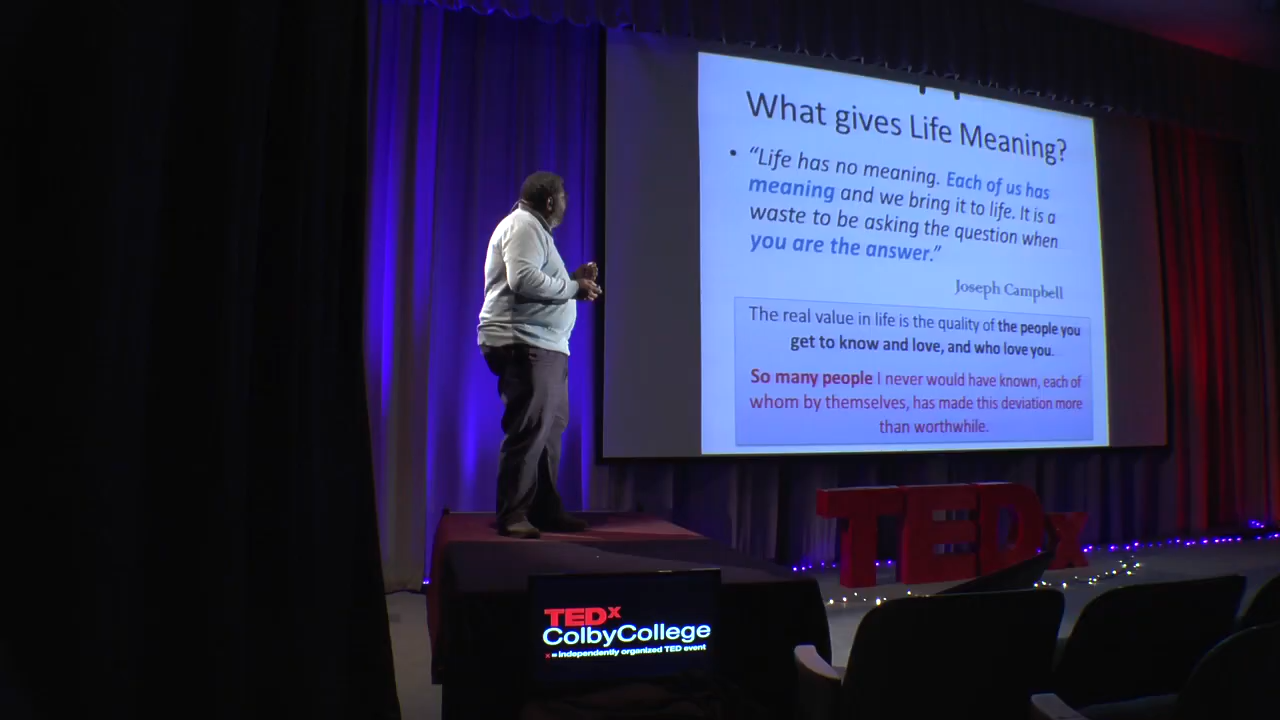 What gives Life Meaning?
• “Life has no meaning. Each of us has
meaning and we bring it to life. It is a
waste to be asking the question when
you are the answer.”
Joseph Campbell
The real value in life is the quality of the people you
get to know and love, and who love you.
So many people I never would have known, each of
whom by themselves, has made this deviation more
than worthwhile.
TEDx
TEDx
ColbyCollege
x = independently organized TED event